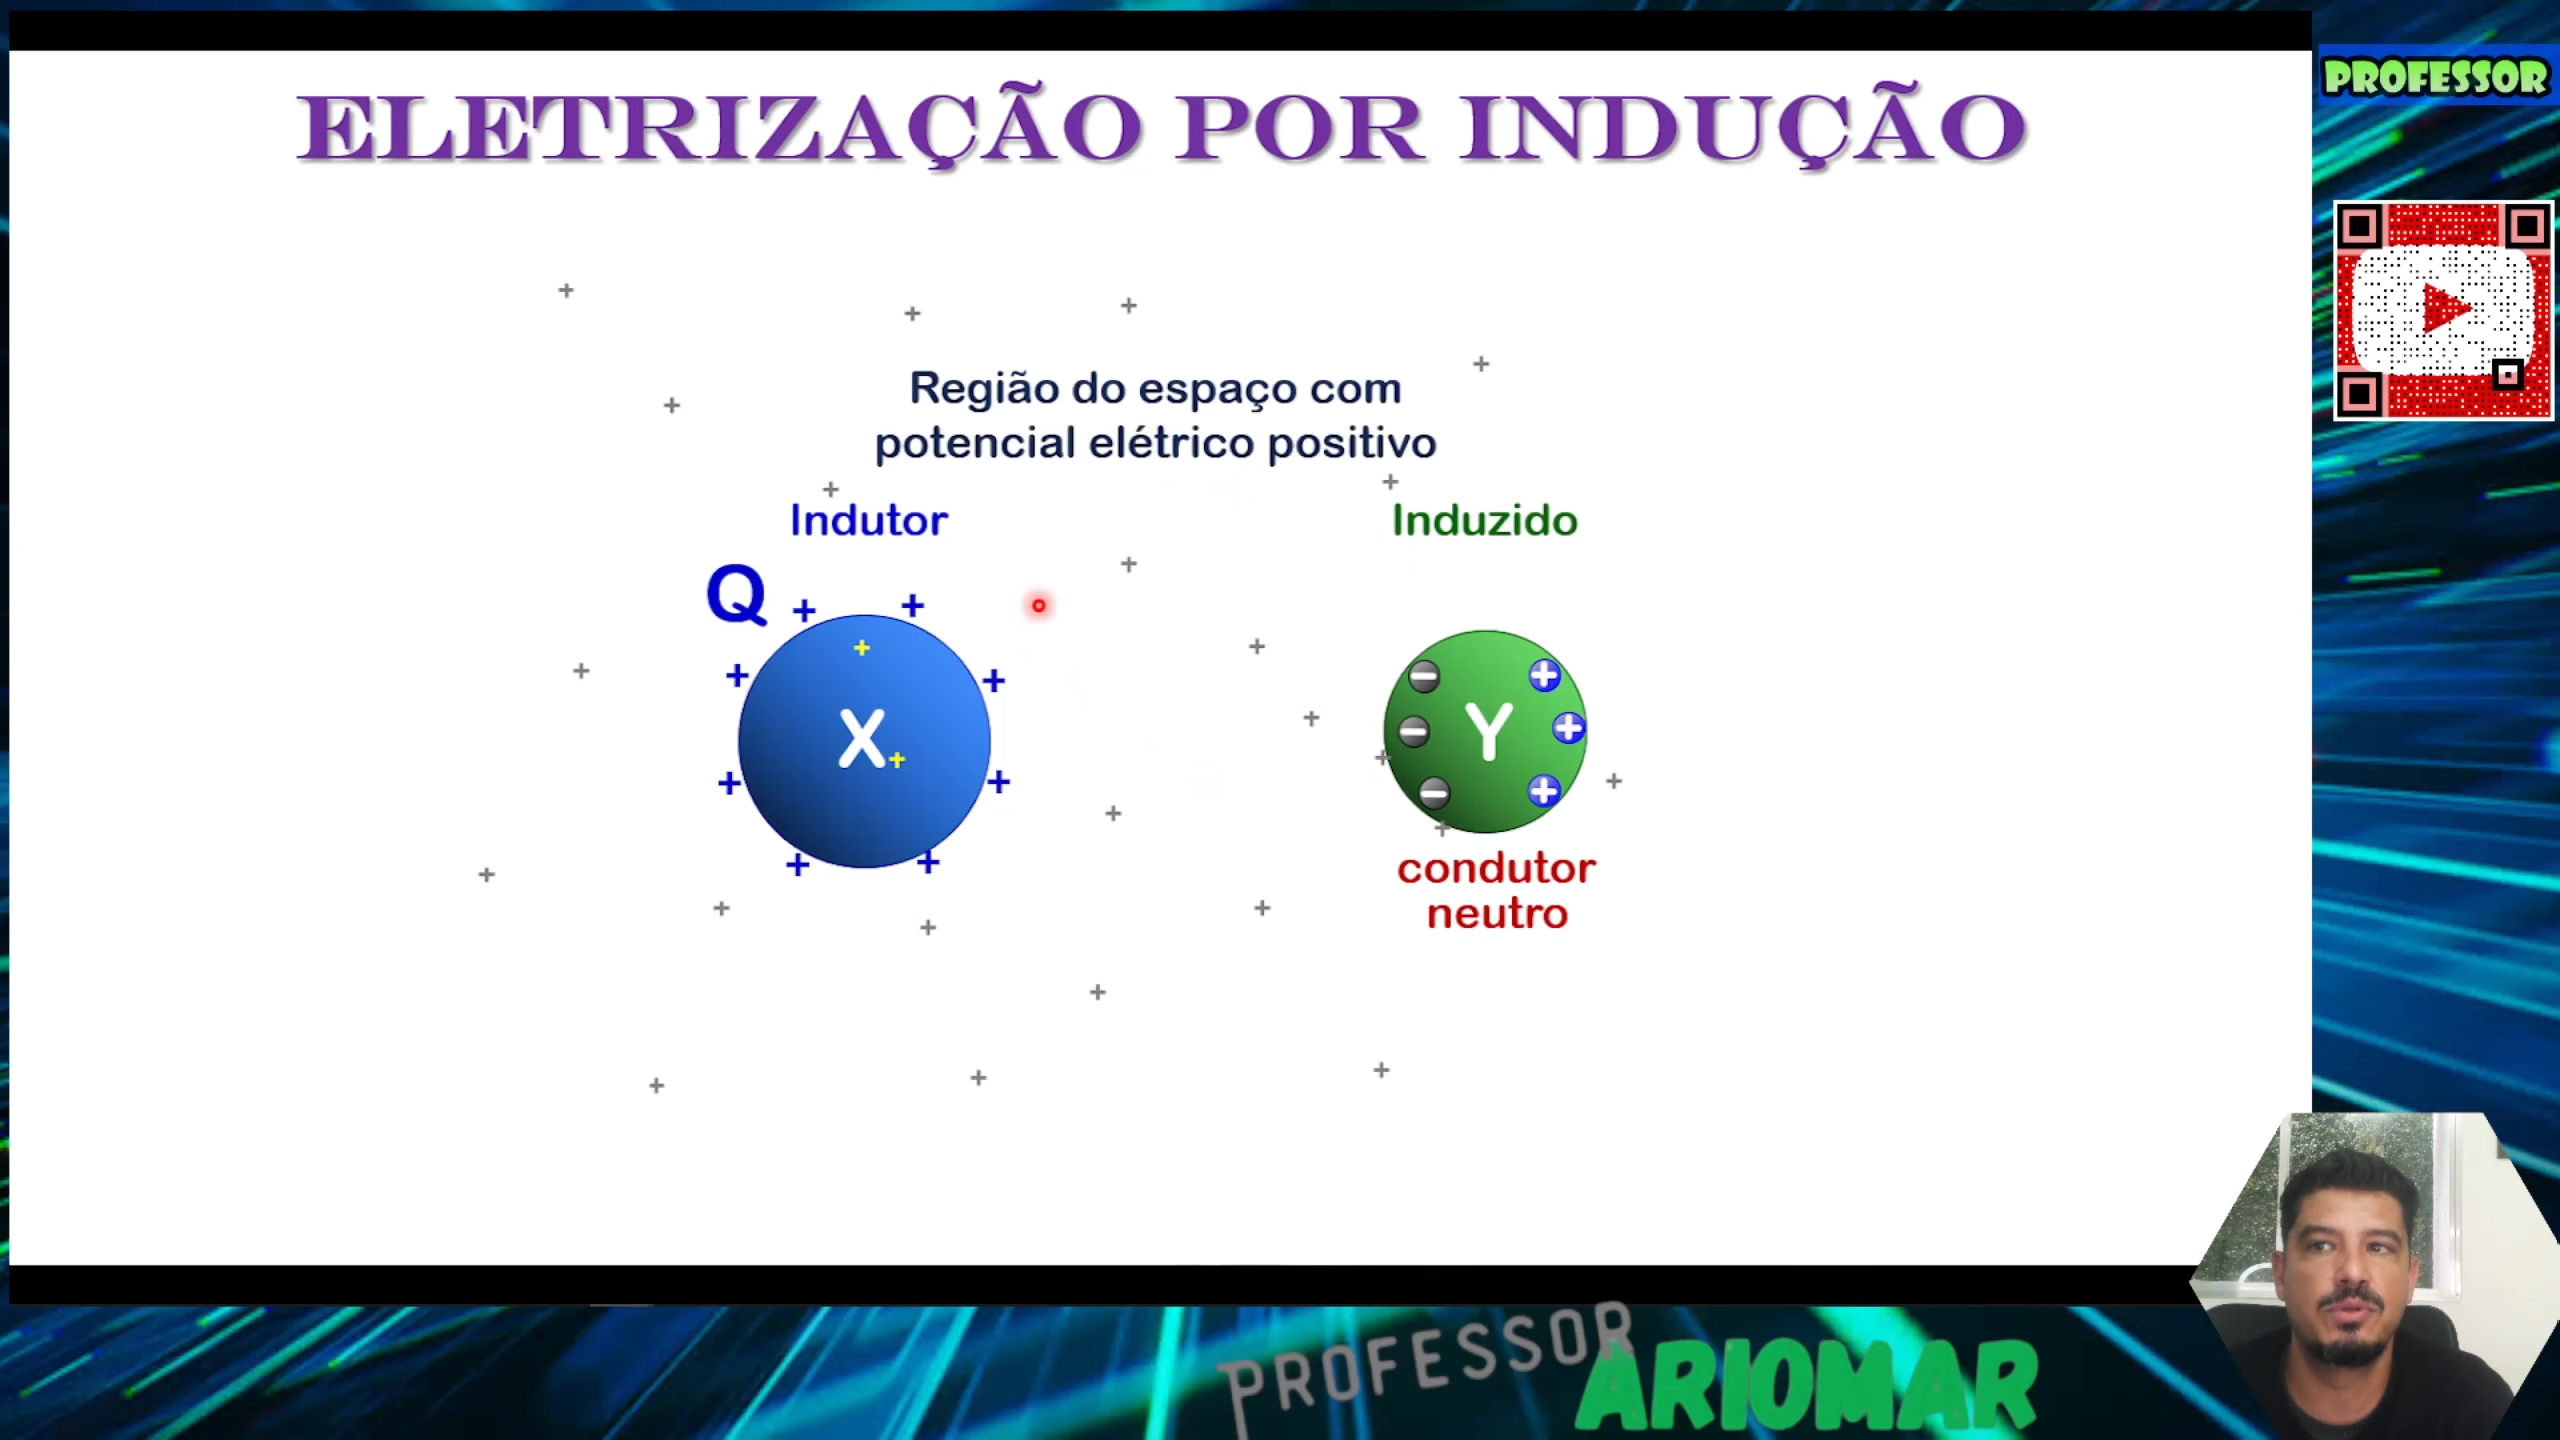 ELETRIZAÇÃO POR INDUÇÃO
PROFESSOR
Região do espaço com
potencial elétrico positivo
Indutor
Induzido
Q
X
Y
condutor
neutro
PROFESSOR
ARIOMAR